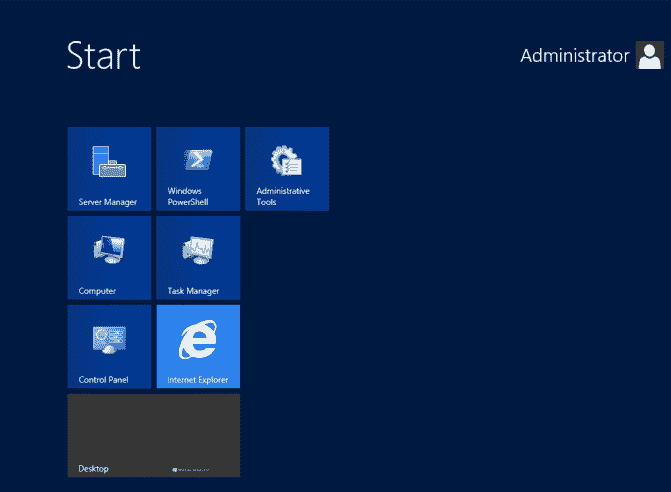 Start
Administrator
Server Manager
Windows
PowerShell
Administrative
Tools
Computer
Task Manager
Control Panel
Internet Explorer
Desktop